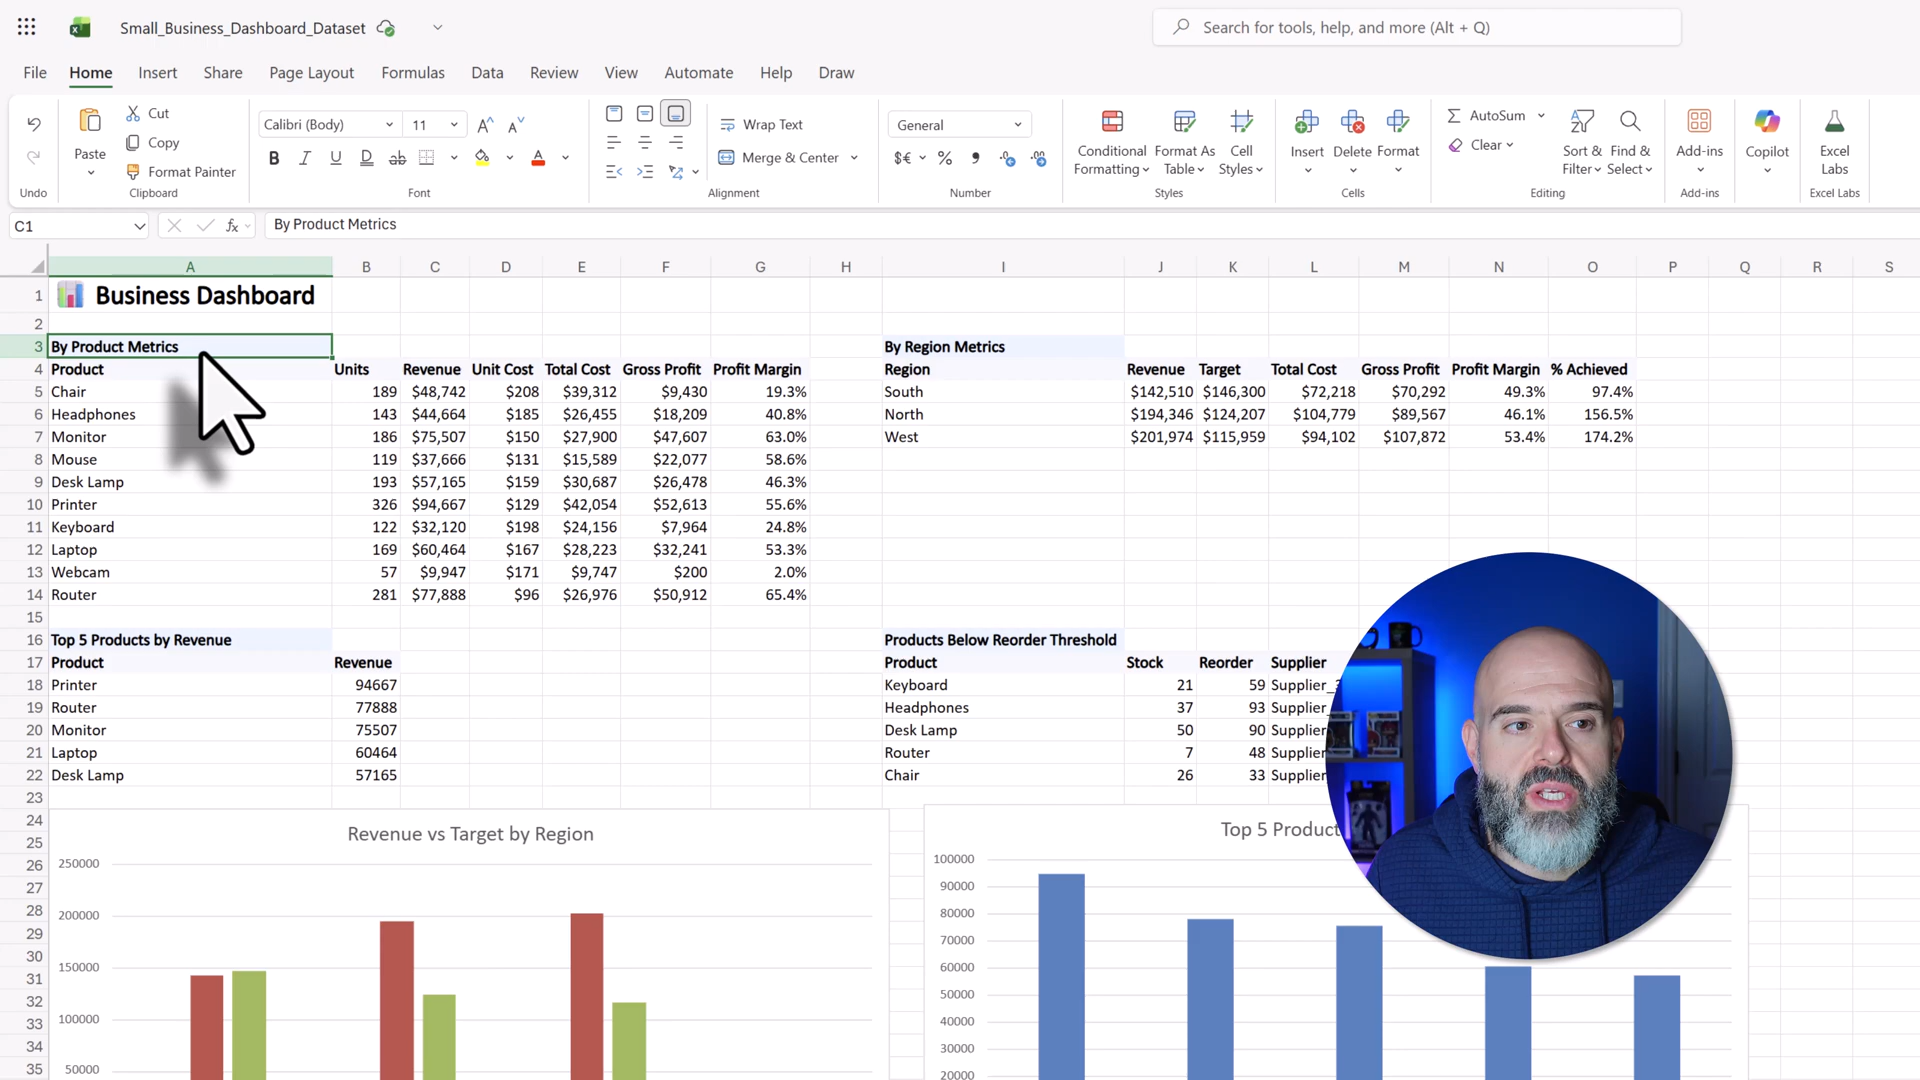 Small_Business_Dashboard_Dataset
Search for tools, help, and more (Alt + Q)
File Home Insert Share Page Layout Formulas Data Review View Automate Help Draw
Undo
Paste
Cut
Copy
Format Painter
Clipboard
Calibri (Body) 11
B I U D ab
Font
Wrap Text
Merge & Center
Alignment
General
$€ % 9
Number
Conditional Formatting
Format As Table
Cell Styles
Styles
Insert Delete Format
Cells
AutoSum
Clear
Sort & Filter
Find & Select
Editing
Add-ins
Add-ins
Copilot
Excel Labs
Excel Labs
C1 fx By Product Metrics
A B C D E F G H I J K L M N O P Q R S
1 Business Dashboard
2
3 By Product Metrics By Region Metrics
4 Product Units Revenue Unit Cost Total Cost Gross Profit Profit Margin Region Revenue Target Total Cost Gross Profit Profit Margin % Achieved
5 Chair 189 $48,742 $208 $39,312 $9,430 19.3% South $142,510 $146,300 $72,218 $70,292 49.3% 97.4%
6 Headphones 143 $44,664 $185 $26,455 $18,209 40.8% North $194,346 $124,207 $104,779 $89,567 46.1% 156.5%
7 Monitor 186 $75,507 $150 $27,900 $47,607 63.0% West $201,974 $115,959 $94,102 $107,872 53.4% 174.2%
8 Mouse 119 $37,666 $131 $15,589 $22,077 58.6%
9 Desk Lamp 193 $57,165 $159 $30,687 $26,478 46.3%
10 Printer 326 $94,667 $129 $42,054 $52,613 55.6%
11 Keyboard 122 $32,120 $198 $24,156 $7,964 24.8%
12 Laptop 169 $60,464 $167 $28,223 $32,241 53.3%
13 Webcam 57 $9,947 $171 $9,747 $200 2.0%
14 Router 281 $77,888 $96 $26,976 $50,912 65.4%
15
16 Top 5 Products by Revenue Products Below Reorder Threshold
17 Product Revenue Product Stock Reorder Supplier
18 Printer 94667 Keyboard 21 59 Supplier_
19 Router 77888 Headphones 37 93 Supplier_
20 Monitor 75507 Desk Lamp 50 90 Supplier
21 Laptop 60464 Router 7 48 Supplier
22 Desk Lamp 57165 Chair 26 33 Supplier
23
24
25
26
27
28
29
30
31
32
33
34
35
Revenue vs Target by Region
250000
200000
150000
100000
50000
Top 5 Product
100000
90000
80000
70000
60000
50000
40000
30000
20000